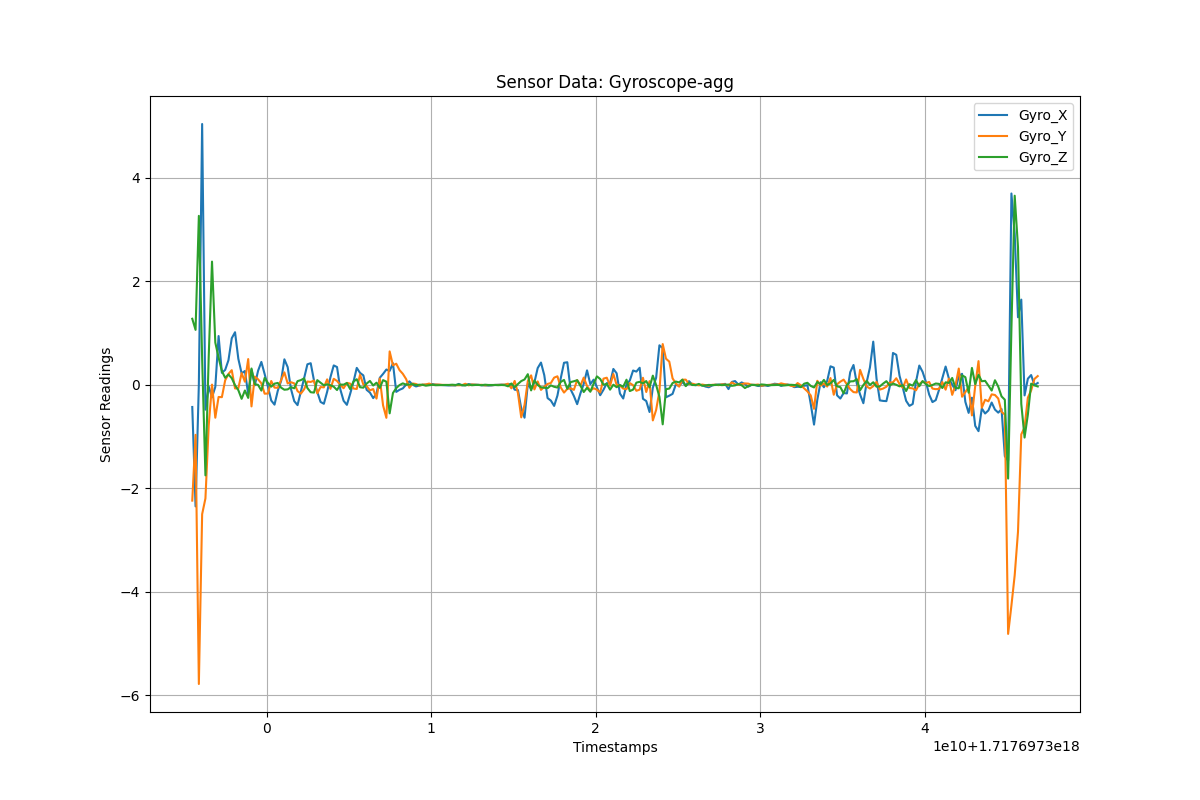 Sensor Data: Gyroscope-agg
Gyro_X
Gyro_Y
Gyro_Z
Sensor Readings
4
2
0
−2
−4
−6
0
1
2
3
4
Timestamps
1e10+1.7176973e18